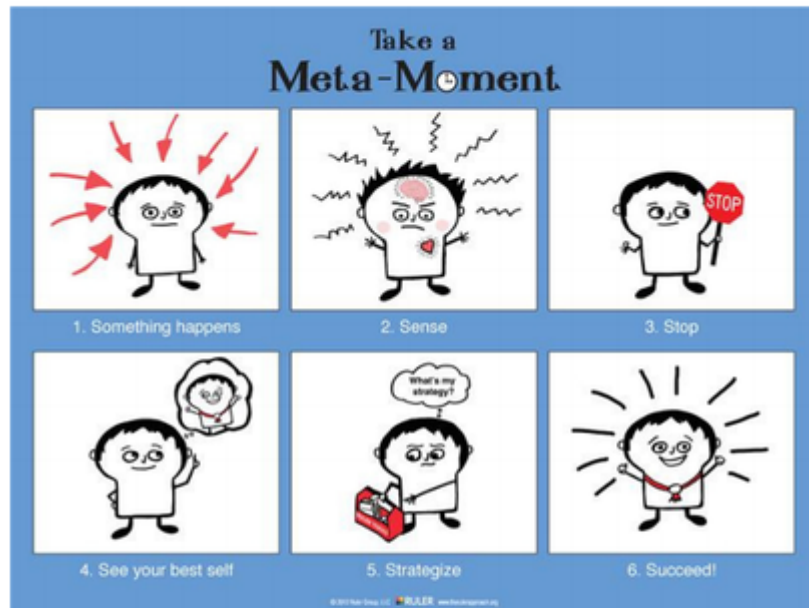 Take a
Meta-Moment
STOP
1. Something happens
2. Sense
3. Stop
What's my
strategy?
4. See your best self
5. Strategize
6. Succeed!
RULER